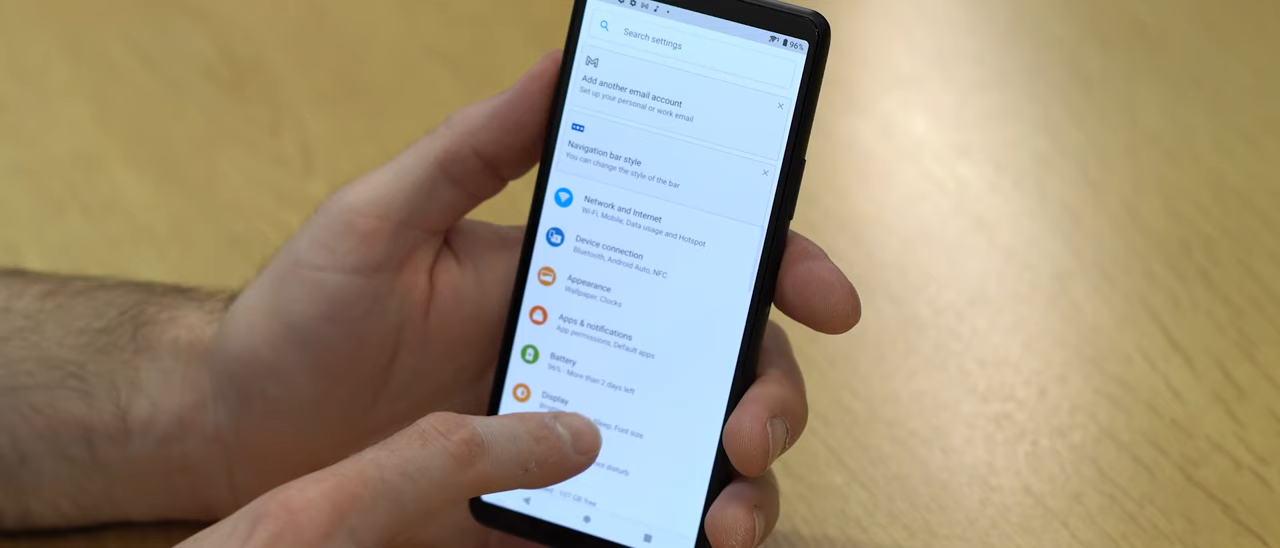 96%
Search settings
Add another email account
Set up your personal or work email
Navigation bar style
You can change the style of the bar
Network and Internet
Wi-Fi, Mobile, Data usage and Hotspot
Device connection
Bluetooth, Android Auto, NFC
Appearance
Wallpaper, Clocks
Apps & notifications
App permissions, Default apps
Battery
96% - More than 2 days left
Display
Sleep, Font size
disturb
GB free